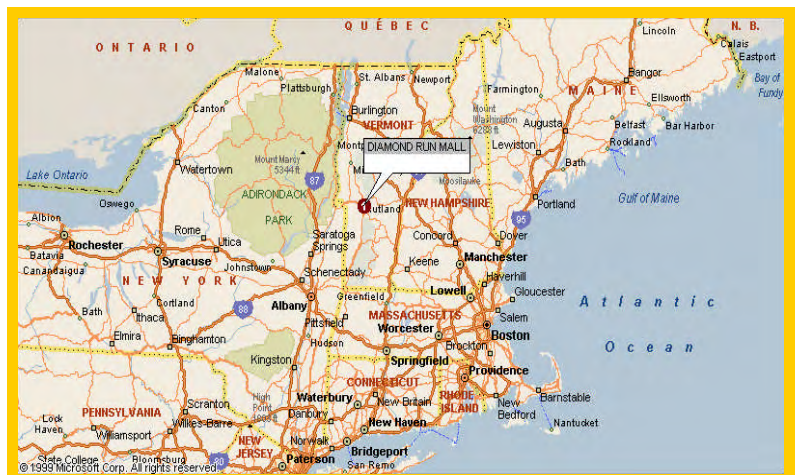 QUÉBEC
N. B.
ONTARIO
Lincoln
Calais
Eastport
Malone
St. Albans
Newport
Bangor
Bay of
Fundy
Plattsburgh
Farmington
MAINE
Ellsworth
Canton
Burlington
Mount
Washington
VERMONT
Augusta
Belfast
Bar Harbor
Lewiston
Rockland
DIAMOND RUN MALL
Mount Marcy
5344 ft
Watertown
Bath
Lake Ontario
87
Moosilauke
ADIRONDACK
PARK
1
NEW HAMPSHIRE
Portland
Gulf of Maine
Oswego
95
Albion
Rochester
Rome
Utica
Saratoga
Springs
Concord
Dover
Batavia
Syracuse
Manchester
Canandaigua
Johnstown
Schenectady
Keene
Haverhill
NEW YORK
Greenfield
Lowell
Gloucester
Atlantic
Ocean
Cortland
88
Albany
Bath
Ithaca
Pittsfield
MASSACHUSETTS
Salem
Worcester
Boston
Elmira
Binghamton
Hudson
Brockton
Springfield
Kingston
Providence
CONNECTICUT
High
Point
Waterbury
New Britain
RHODE
ISLAND
Barnstable
PENNSYLVANIA
Scranton
Danbury
New
Bedford
Lock
Haven
Williamsport
Wilkes-Barre
New Haven
Nantucket
NEW
JERSEY
Norwalk
Bridgeport
State College
Bloomsburg
80
Paterson
San Remo
© 1999 Microsoft Corp. All rights reserved.